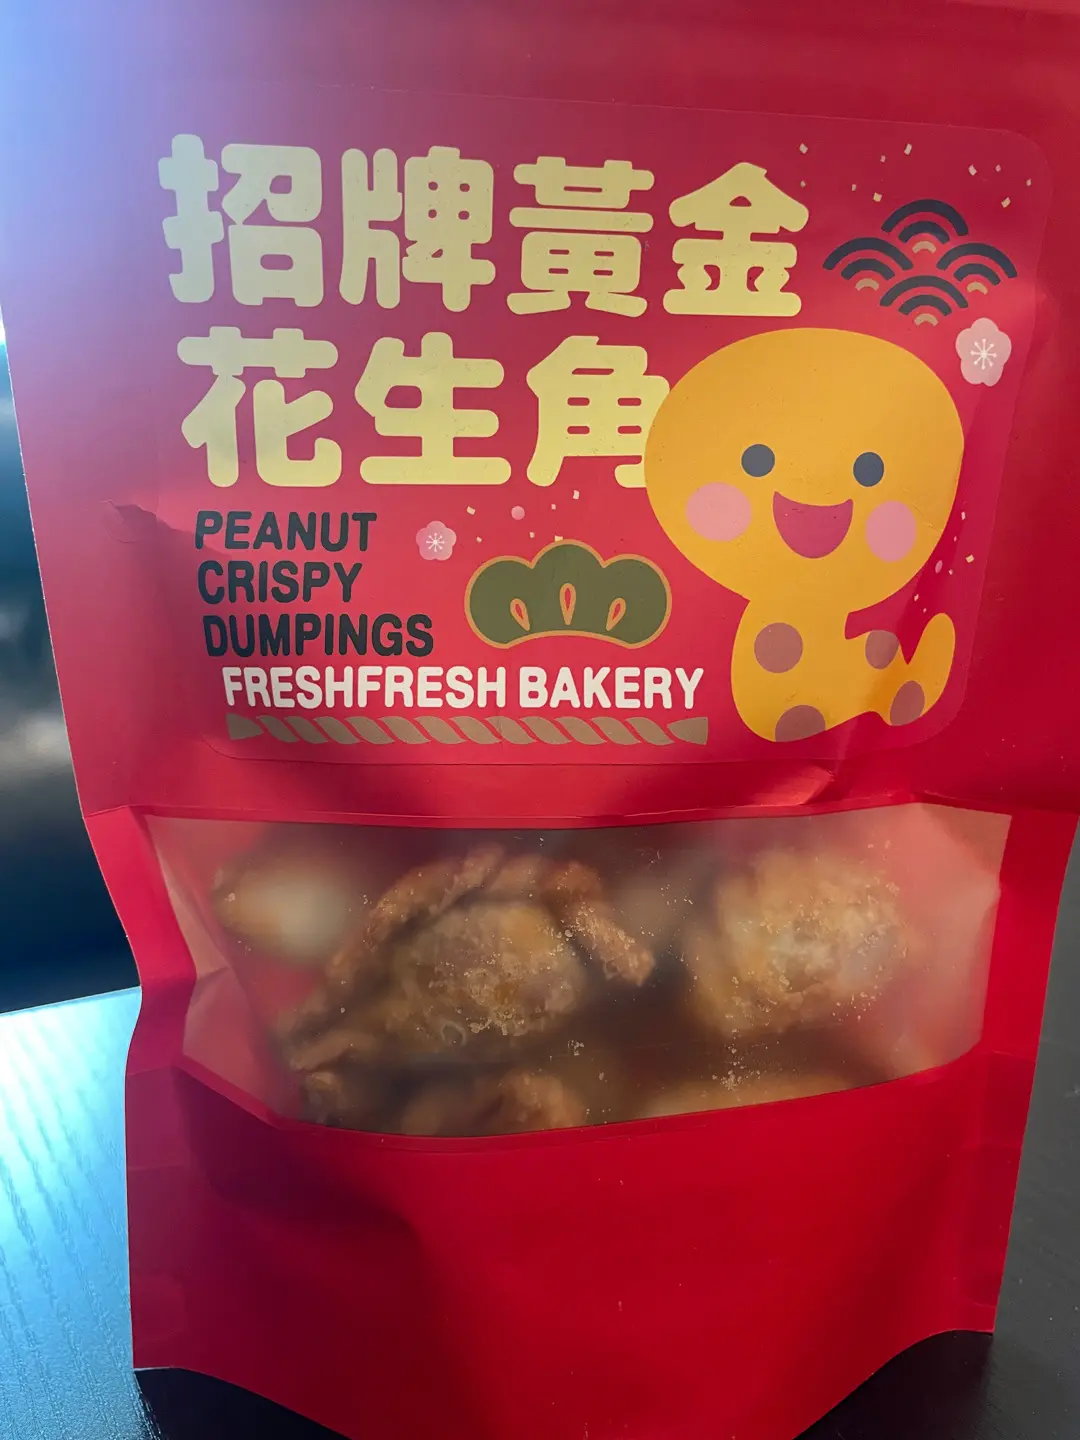 招牌黃金
花生角
PEANUT
CRISPY
DUMPINGS
FRESHFRESH BAKERY